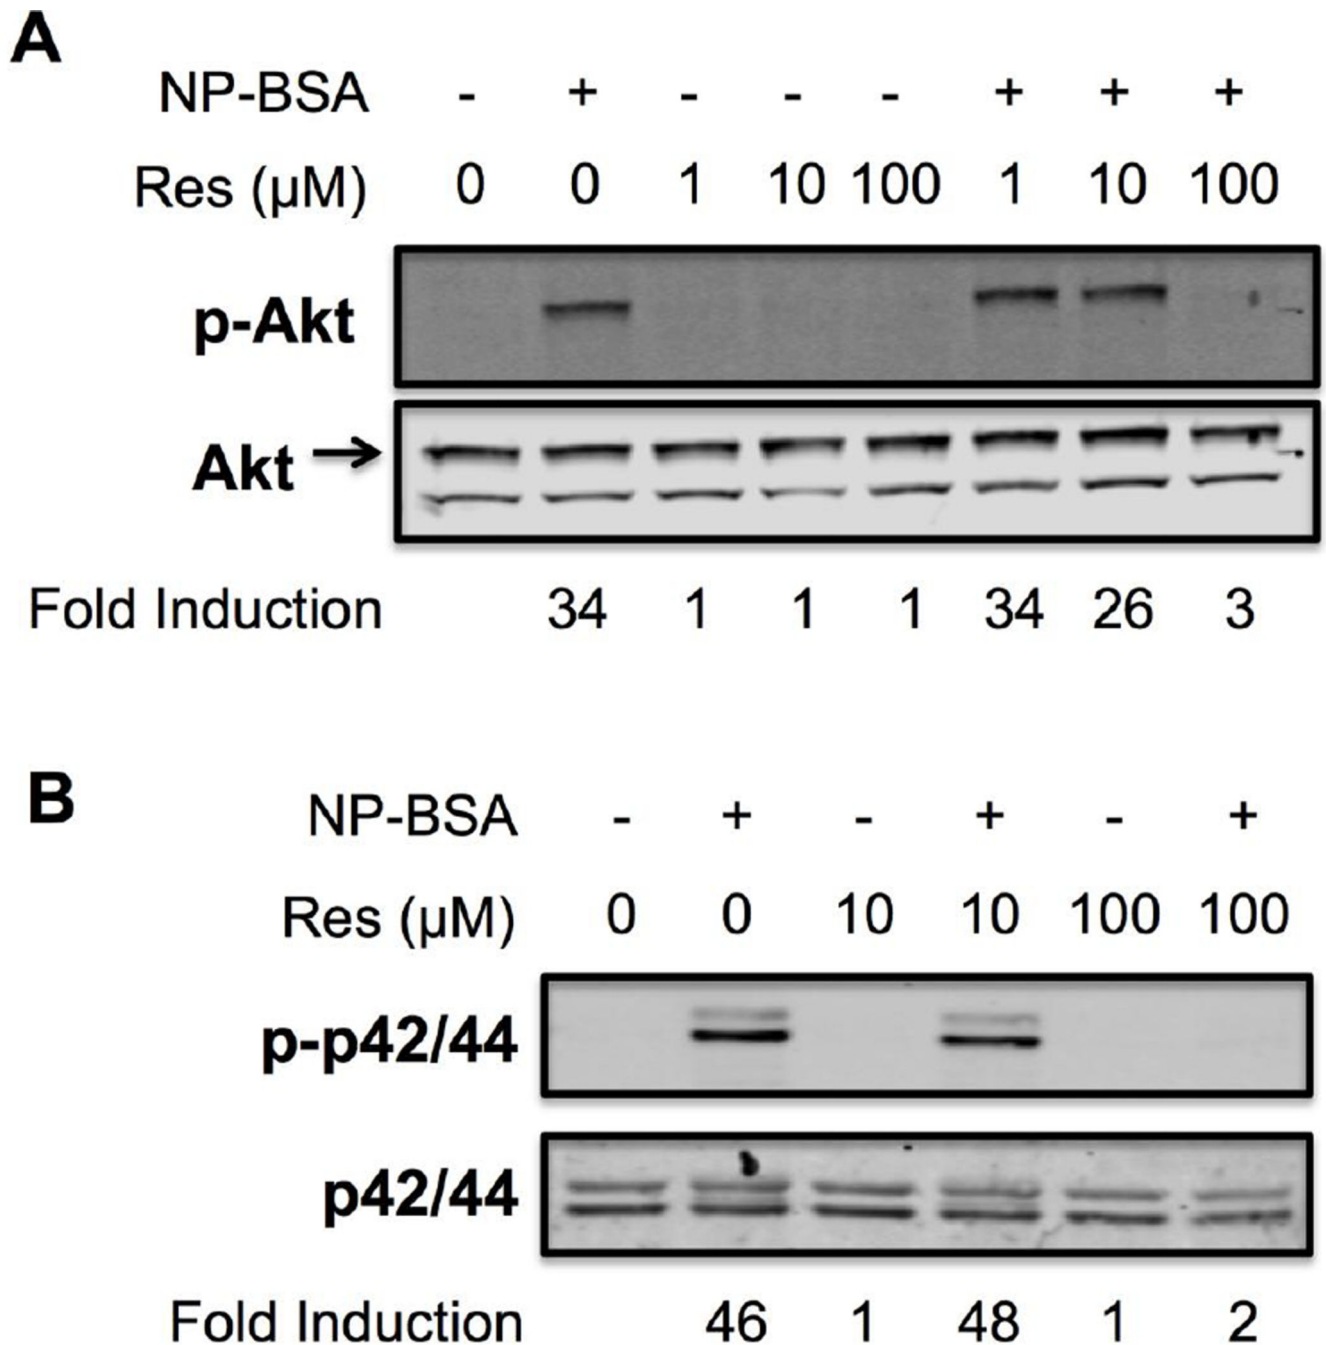 A
NP-BSA - + - - - + + +
Res (µM) 0 0 1 10 100 1 10 100
p-Akt
Akt
Fold Induction 34 1 1 1 34 26 3
B
NP-BSA - + - + - +
Res (µM) 0 0 10 10 100 100
p-p42/44
p42/44
Fold Induction 46 1 48 1 2